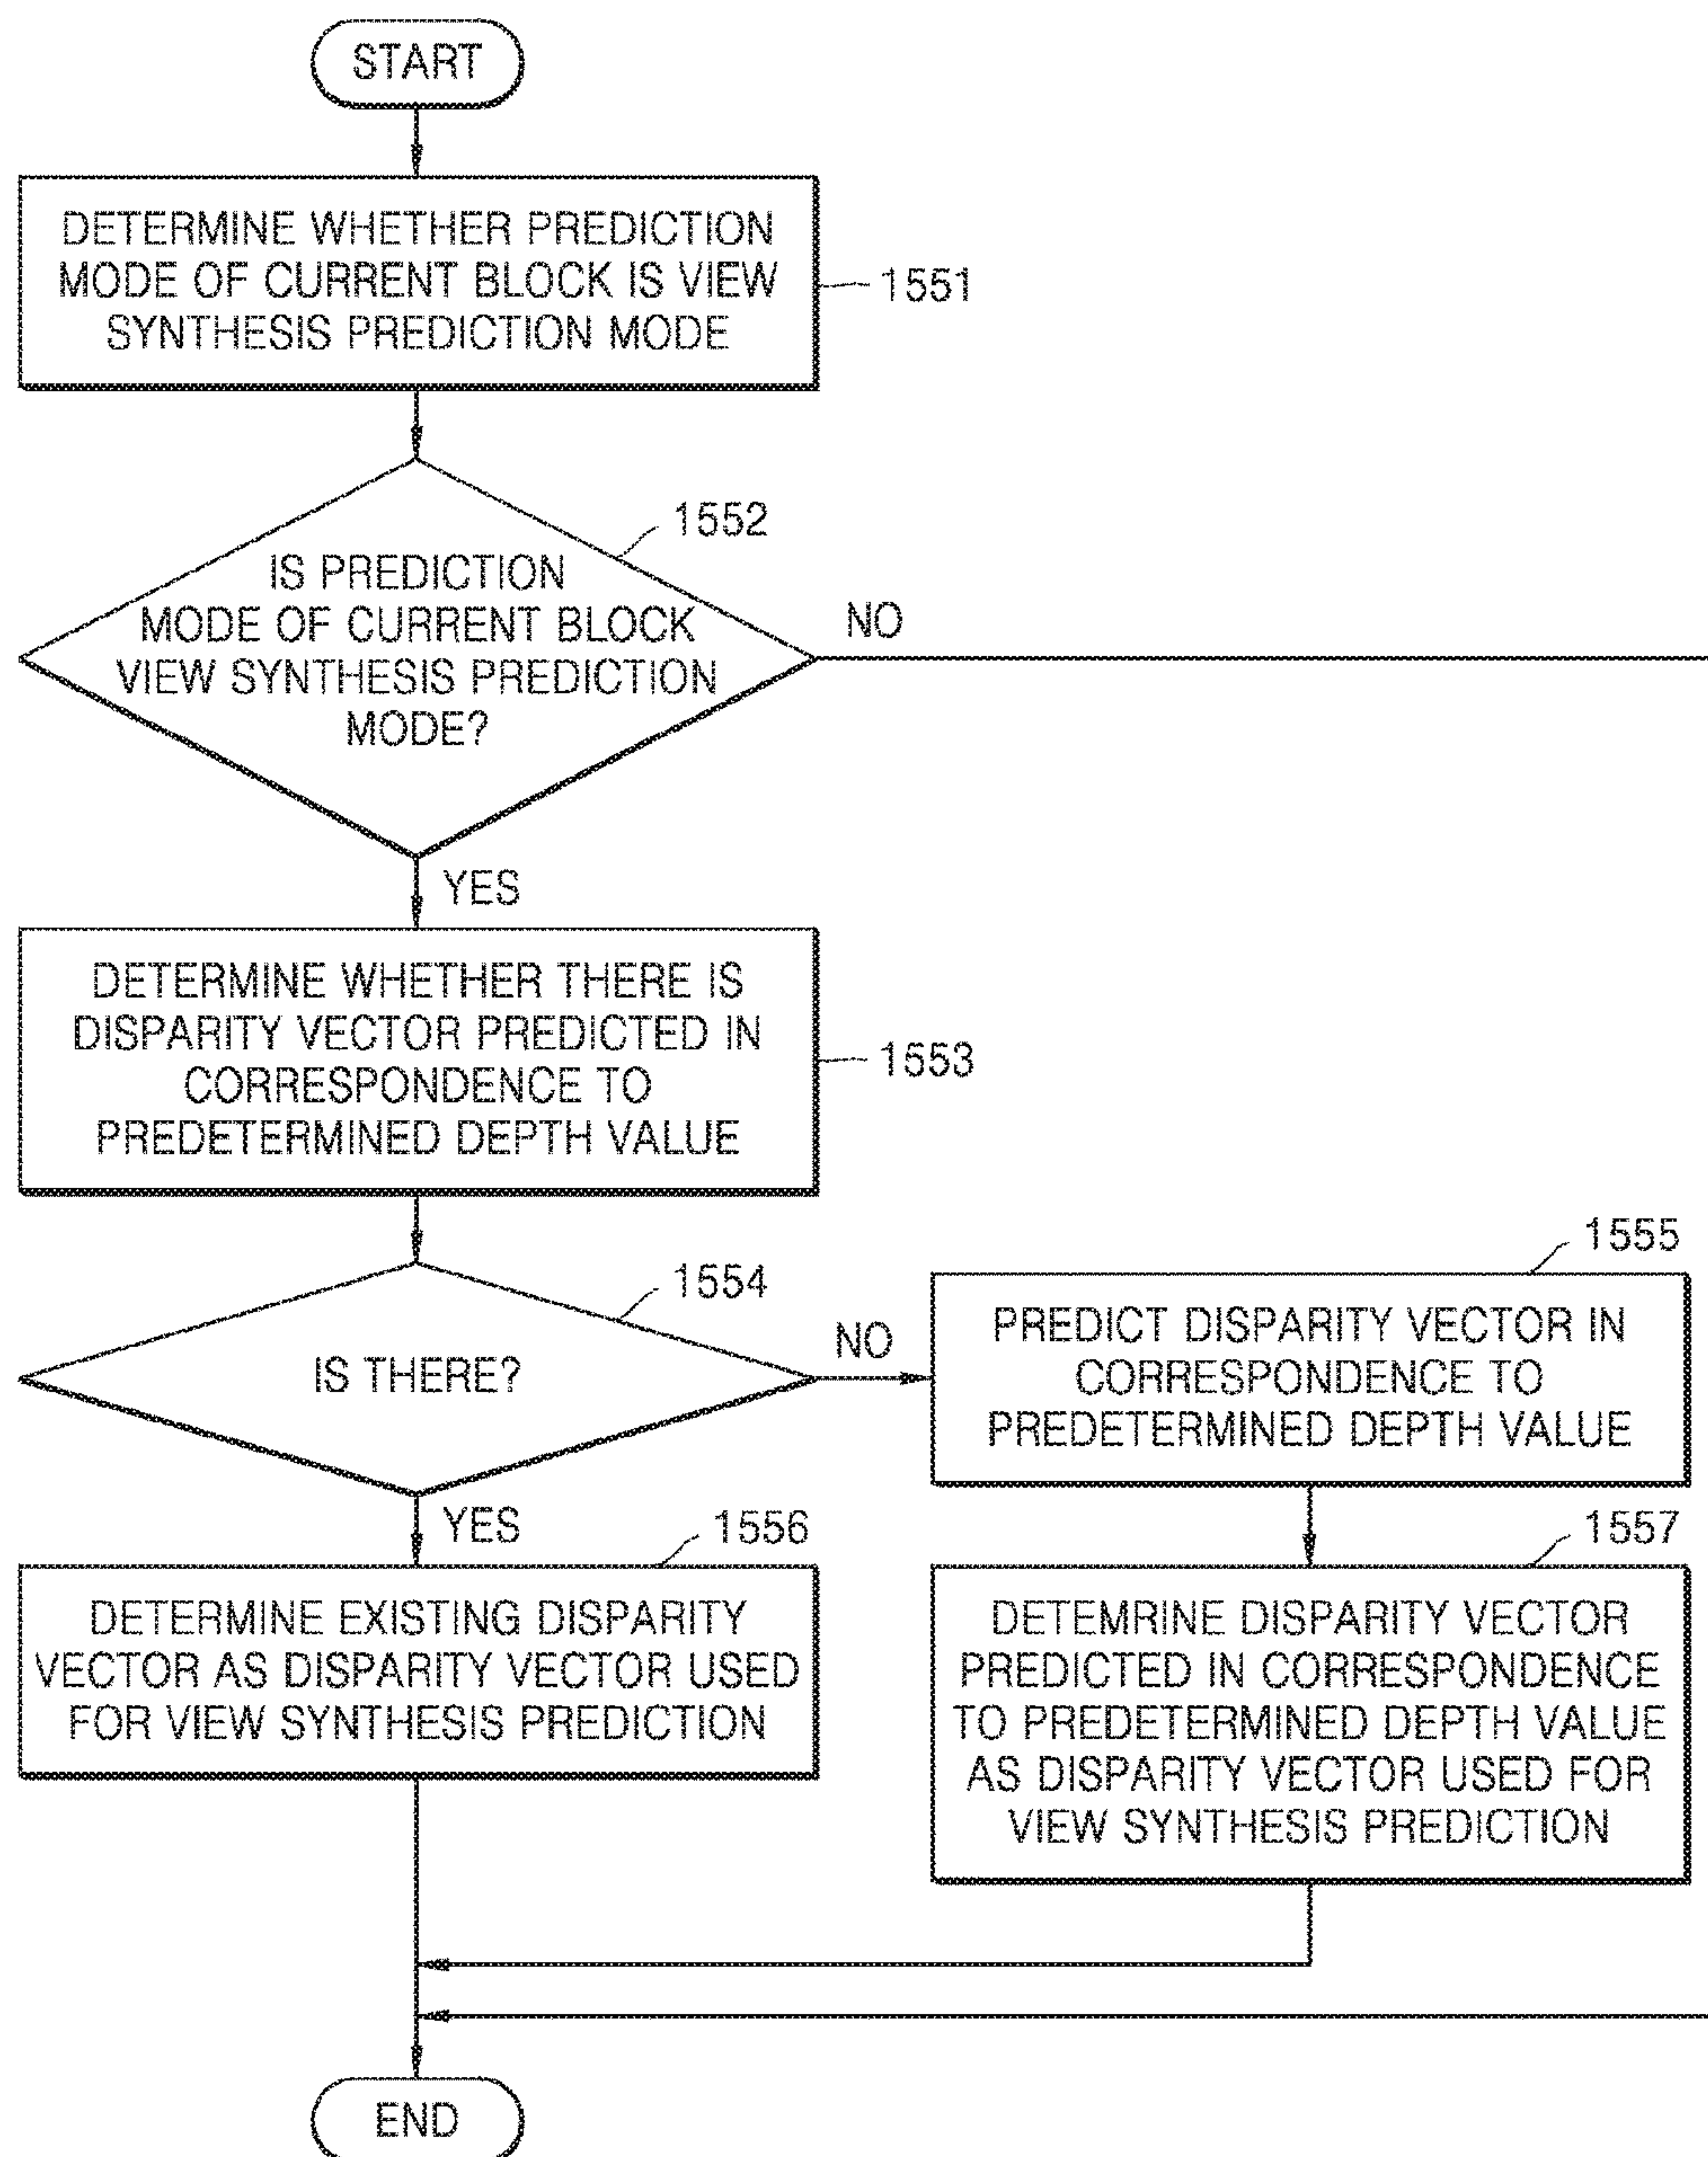 START
DETERMINE WHETHER PREDICTION
MODE OF CURRENT BLOCK IS VIEW
SYNTHESIS PREDICTION MODE
1551
1552
IS PREDICTION
MODE OF CURRENT BLOCK
VIEW SYNTHESIS PREDICTION
MODE?
NO
YES
DETERMINE WHETHER THERE IS
DISPARITY VECTOR PREDICTED IN
CORRESPONDENCE TO
PREDETERMINED DEPTH VALUE
1553
1554
IS THERE?
NO
1555
PREDICT DISPARITY VECTOR IN
CORRESPONDENCE TO
PREDETERMINED DEPTH VALUE
YES
1556
DETERMINE EXISTING DISPARITY
VECTOR AS DISPARITY VECTOR USED
FOR VIEW SYNTHESIS PREDICTION
1557
DETEMRINE DISPARITY VECTOR
PREDICTED IN CORRESPONDENCE
TO PREDETERMINED DEPTH VALUE
AS DISPARITY VECTOR USED FOR
VIEW SYNTHESIS PREDICTION
END